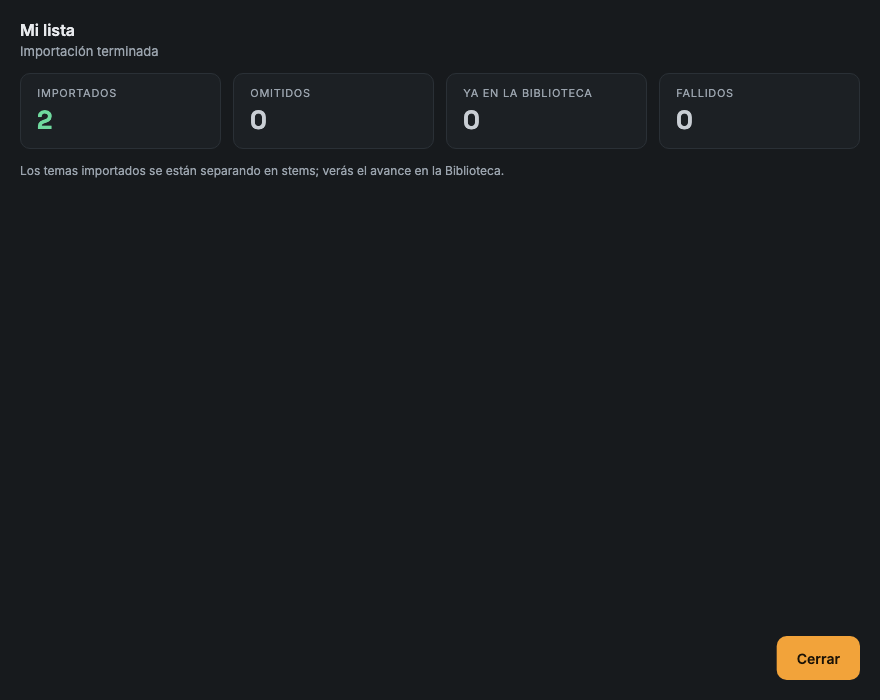 Mi lista
Importación terminada
IMPORTADOS
2
OMITIDOS
0
YA EN LA BIBLIOTECA
0
FALLIDOS
0
Los temas importados se están separando en stems; verás el avance en la Biblioteca.
Cerrar